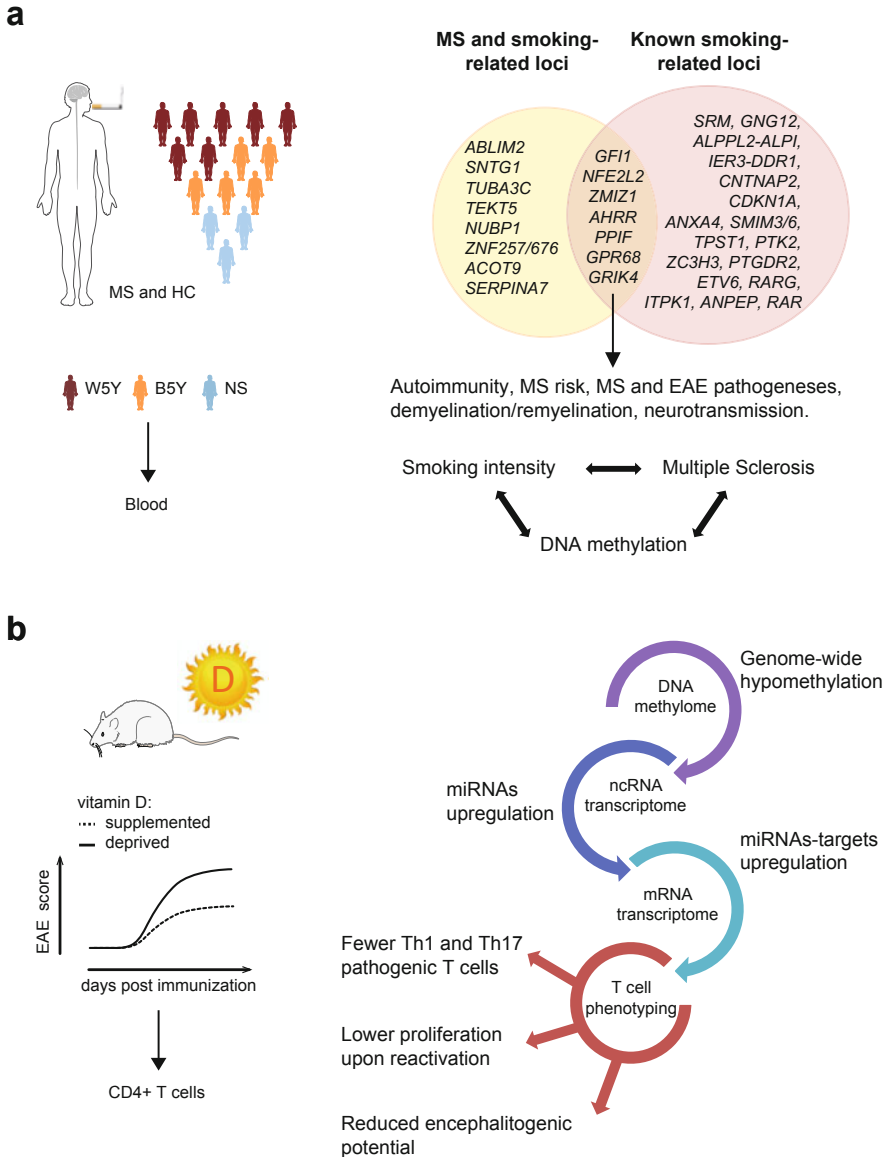 a
MS and HC
W5Y B5Y NS
Blood
MS and smoking-
related loci
Known smoking-
related loci
ABLIM2
SNTG1
TUBA3C
TEKT5
NUBP1
ZNF257/676
ACOT9
SERPINA7
GFI1
NFE2L2
ZMIZ1
AHRR
PPIF
GPR68
GRIK4
SRM, GNG12,
ALPPL2-ALPI,
IER3-DDR1,
CNTNAP2,
CDKN1A,
ANXA4, SMIM3/6,
TPST1, PTK2,
ZC3H3, PTGDR2,
ETV6, RARG,
ITPK1, ANPEP, RAR
Autoimmunity, MS risk, MS and EAE pathogeneses,
demyelination/remyelination, neurotransmission.
Smoking intensity Multiple Sclerosis
DNA methylation
b
D
vitamin D:
supplemented
deprived
EAE score
days post immunization
CD4+ T cells
DNA
methylome
Genome-wide
hypomethylation
miRNAs
upregulation
ncRNA
transcriptome
miRNAs-targets
upregulation
mRNA
transcriptome
Fewer Th1 and Th17
pathogenic T cells
T cell
phenotyping
Lower proliferation
upon reactivation
Reduced encephalitogenic
potential